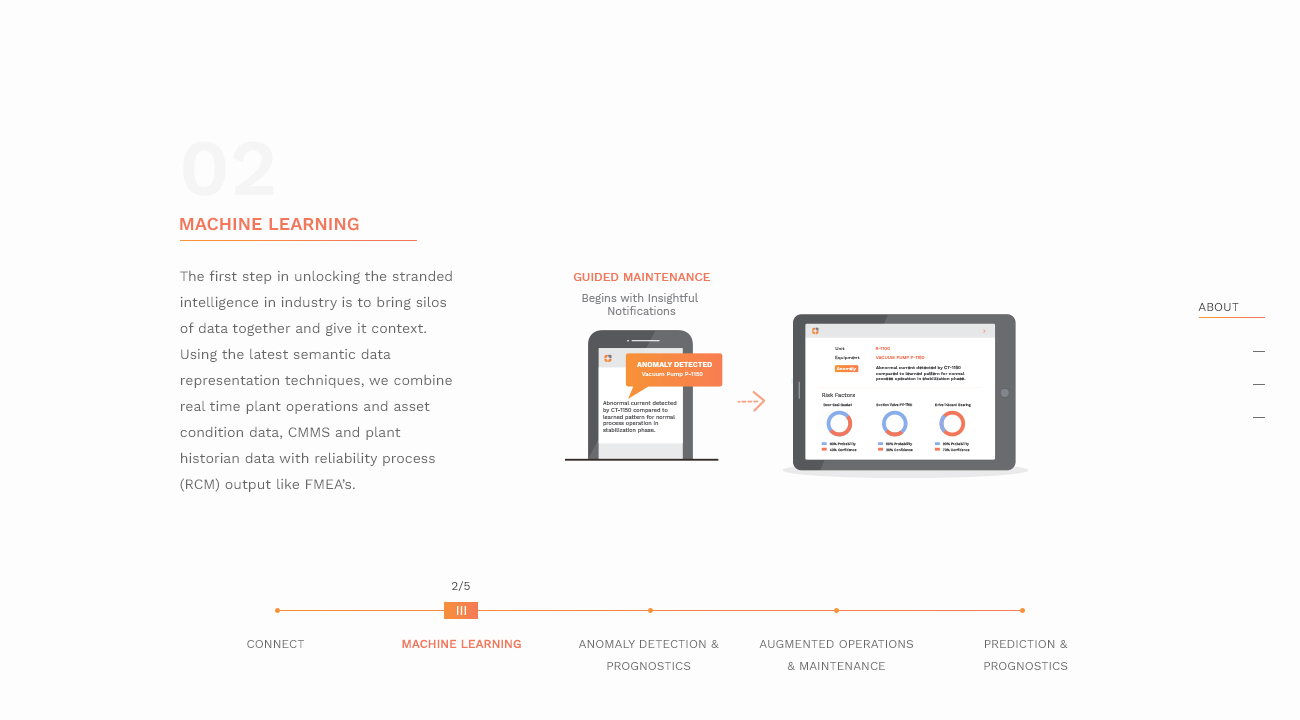 02
MACHINE LEARNING
The first step in unlocking the stranded
intelligence in industry is to bring silos
of data together and give it context.
Using the latest semantic data
representation techniques, we combine
real time plant operations and asset
condition data, CMMS and plant
historian data with reliability process
(RCM) output like FMEA's.
GUIDED MAINTENANCE
Begins with Insightful
Notifications
ANOMALY DETECTED
Vacuum Pump P-1150
Abnormal current detected
by CT-1150 compared to
learned pattern for normal
process operation in
stabilization phase.
Unit
Equipment
VACUUM PUMP P-1150
Anomaly
Abnormal current detected by CT-1150
compared to learned pattern for normal
process operation in stabilization phase.
Risk Factors
ABOUT
2/5
CONNECT
MACHINE LEARNING
ANOMALY DETECTION &
PROGNOSTICS
AUGMENTED OPERATIONS
& MAINTENANCE
PREDICTION &
PROGNOSTICS